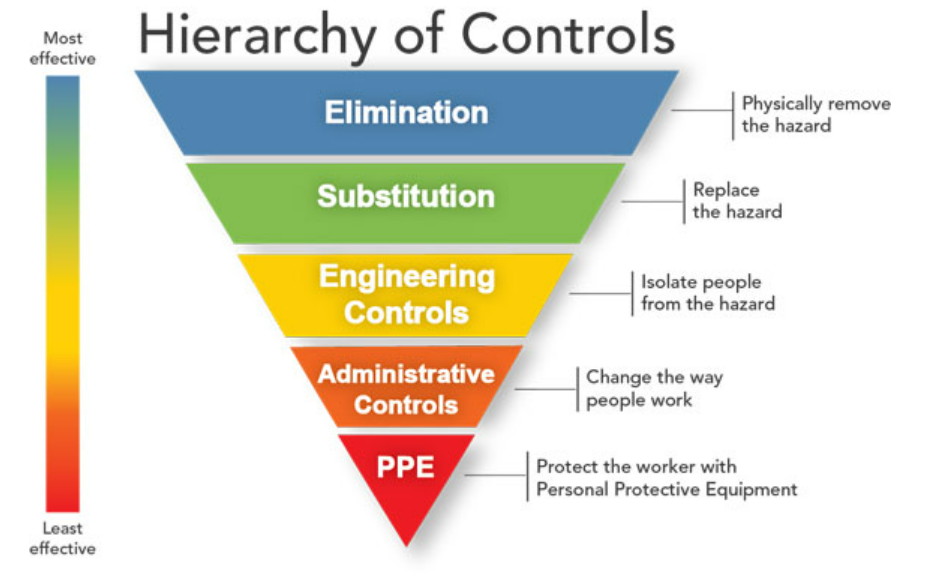 Hierarchy of Controls
Most
effective
Elimination
Physically remove
the hazard
Substitution
Replace
the hazard
Engineering
Controls
Isolate people
from the hazard
Administrative
Controls
Change the way
people work
PPE
Protect the worker with
Personal Protective Equipment
Least
effective